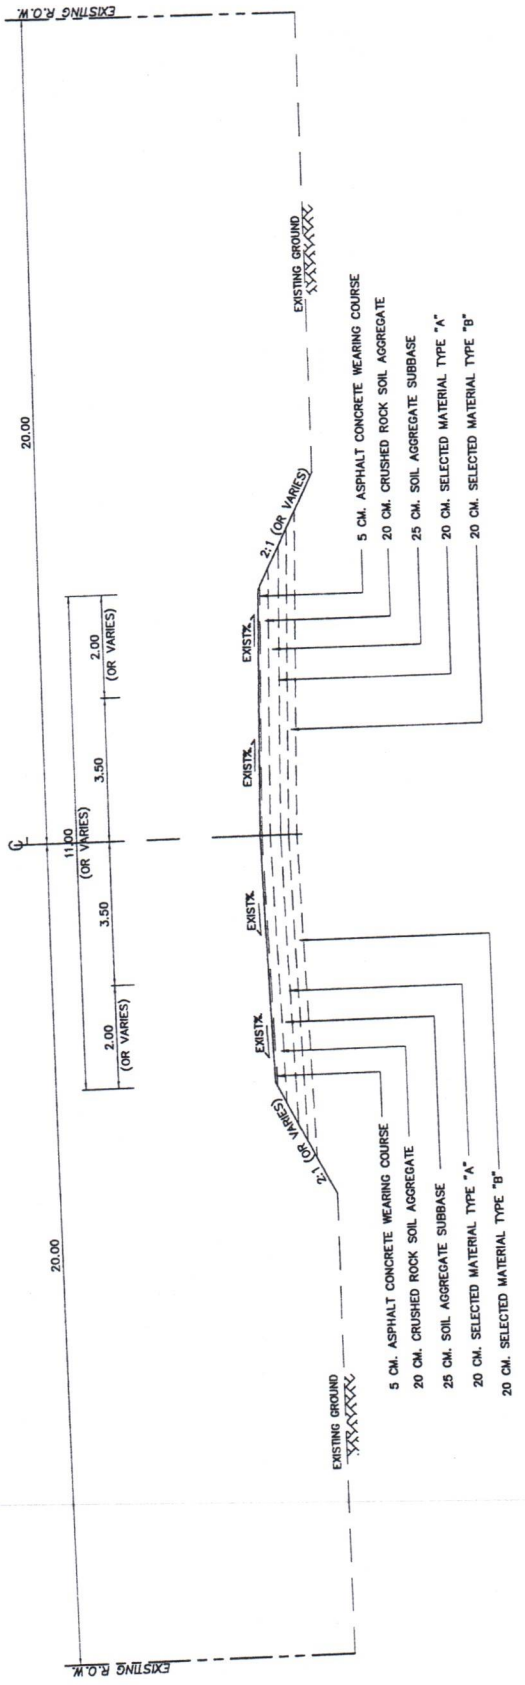 EXISTING R.O.W.
EXISTING R.O.W.
20.00
20.00
℄
11.00
(OR VARIES)
2.00
(OR VARIES)
3.50
3.50
2.00
(OR VARIES)
EXIST%
EXIST%
EXIST%
EXIST%
2:1 (OR VARIES)
2:1 (OR VARIES)
EXISTING GROUND
EXISTING GROUND
5 CM. ASPHALT CONCRETE WEARING COURSE
20 CM. CRUSHED ROCK SOIL AGGREGATE
25 CM. SOIL AGGREGATE SUBBASE
20 CM. SELECTED MATERIAL TYPE "A"
20 CM. SELECTED MATERIAL TYPE "B"
5 CM. ASPHALT CONCRETE WEARING COURSE
20 CM. CRUSHED ROCK SOIL AGGREGATE
25 CM. SOIL AGGREGATE SUBBASE
20 CM. SELECTED MATERIAL TYPE "A"
20 CM. SELECTED MATERIAL TYPE "B"